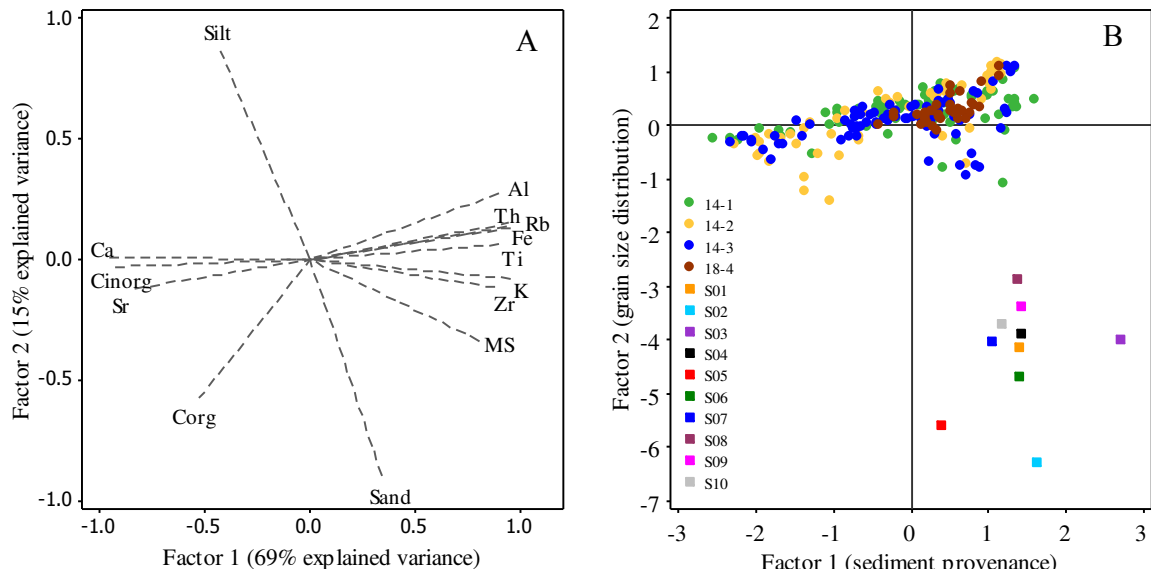 A
1.0
0.5
0.0
-0.5
-1.0
Factor 2 (15% explained variance)
Silt
Al
Th
Rb
Fe
Ti
K
Zr
MS
Ca
Cinorg
Sr
Corg
Sand
-1.0
-0.5
0.0
0.5
1.0
Factor 1 (69% explained variance)
B
2
1
0
-1
-2
-3
-4
-5
-6
-7
Factor 2 (grain size distribution)
14-1
14-2
14-3
18-4
S01
S02
S03
S04
S05
S06
S07
S08
S09
S10
-3
-2
-1
0
1
2
3
Factor 1 (sediment provenance)